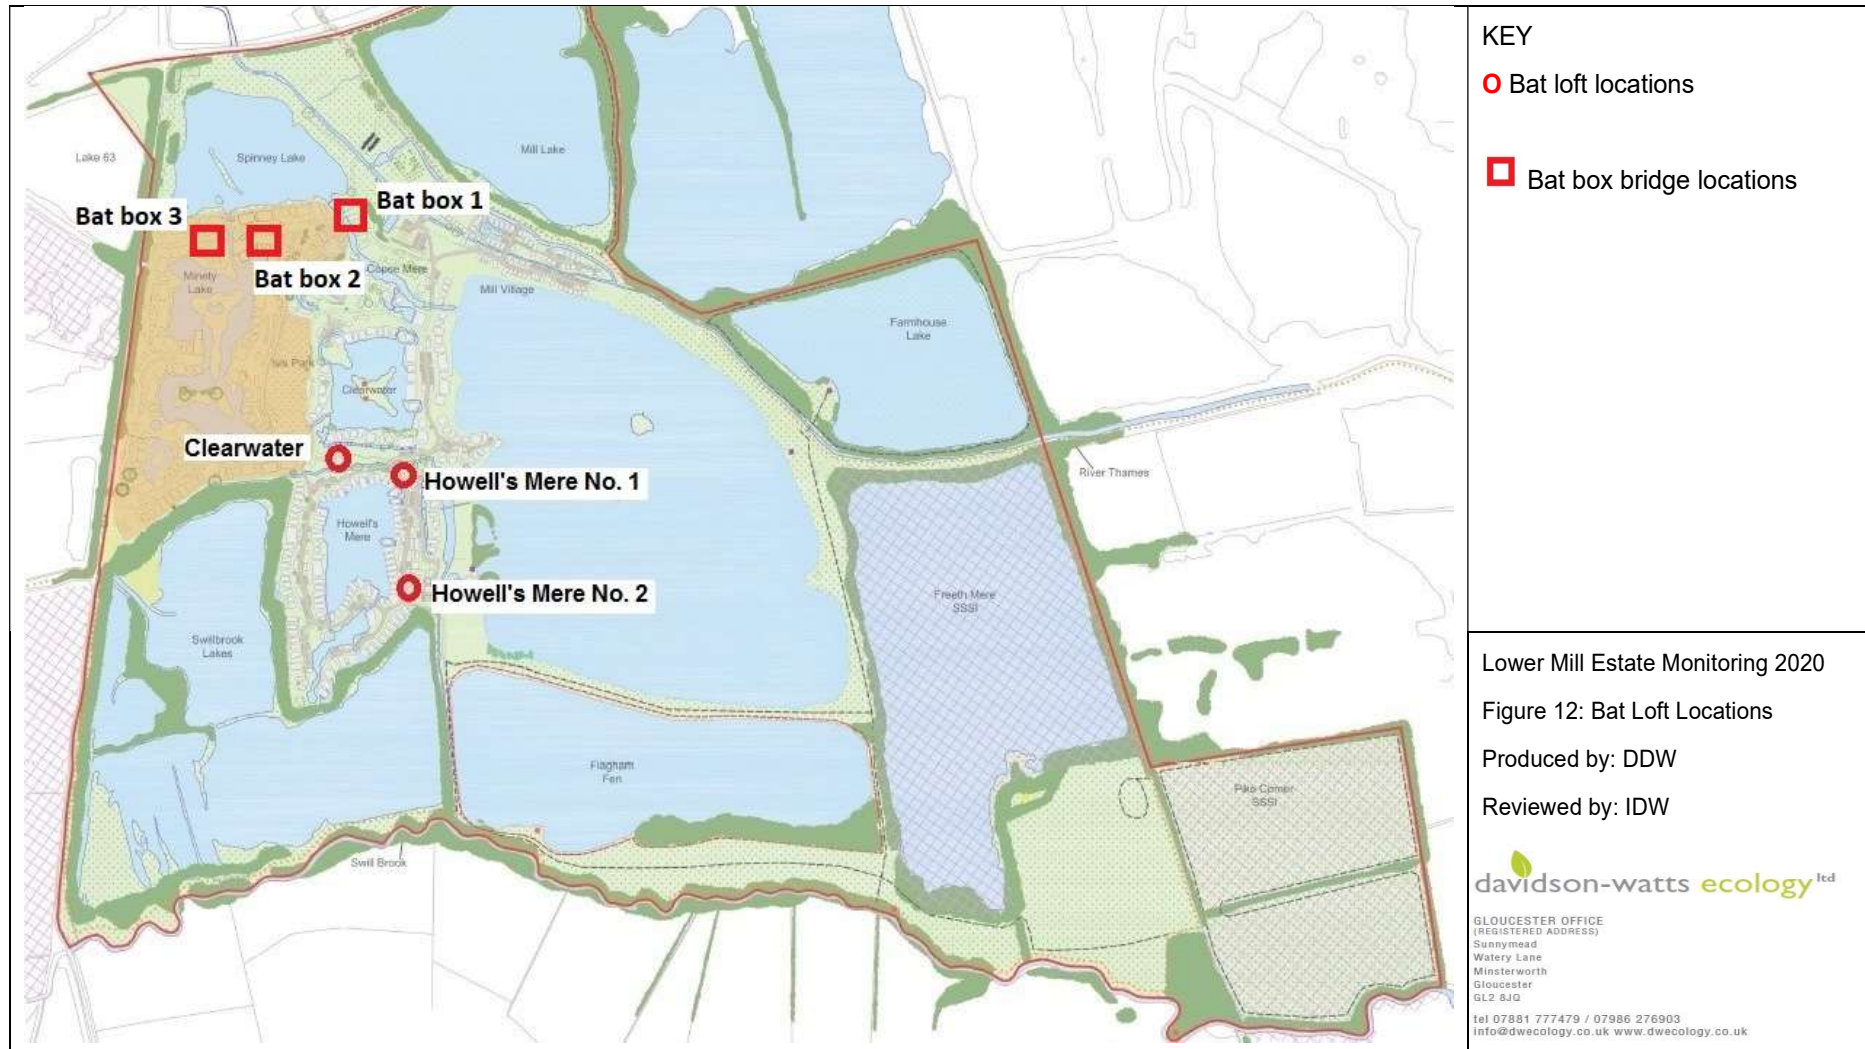 Lake 63
Spinney Lake
Mill Lake
Bat box 1
Bat box 3
Bat box 2
Minety
Lake
Copse Mere
Mill Village
Farmhouse
Lake
Clearwater
Clearwater
River Thames
Howell's Mere No. 1
Howell's
Mere
Howell's Mere No. 2
Freeth Mere
SSSI
Swillbrook
Lakes
Flagham
Fen
Pike Corner
SSSI
Swill Brook
KEY
O Bat loft locations
Bat box bridge locations
Lower Mill Estate Monitoring 2020
Figure 12: Bat Loft Locations
Produced by: DDW
Reviewed by: IDW
davidson-watts ecology ltd
GLOUCESTER OFFICE
(REGISTERED ADDRESS)
Sunnymead
Watery Lane
Minsterworth
Gloucester
GL2 8JQ
tel 07881 777479 / 07986 276903
info@dwecology.co.uk www.dwecology.co.uk